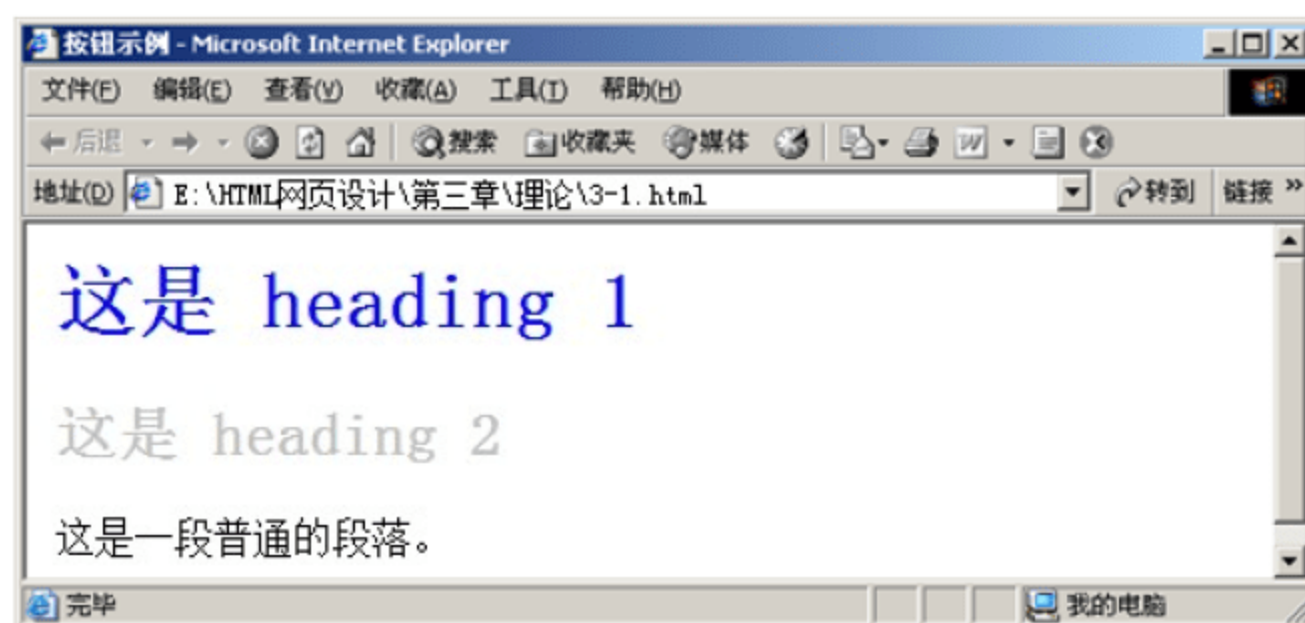 按钮示例 - Microsoft Internet Explorer
文件(F) 编辑(E) 查看(V) 收藏(A) 工具(T) 帮助(H)
后退 搜索 收藏夹 媒体 W
地址(D) E:\HTML网页设计\第三章\理论\3-1.html 转到 链接 »
这是 heading 1
这是 heading 2
这是一段普通的段落。
完毕 我的电脑